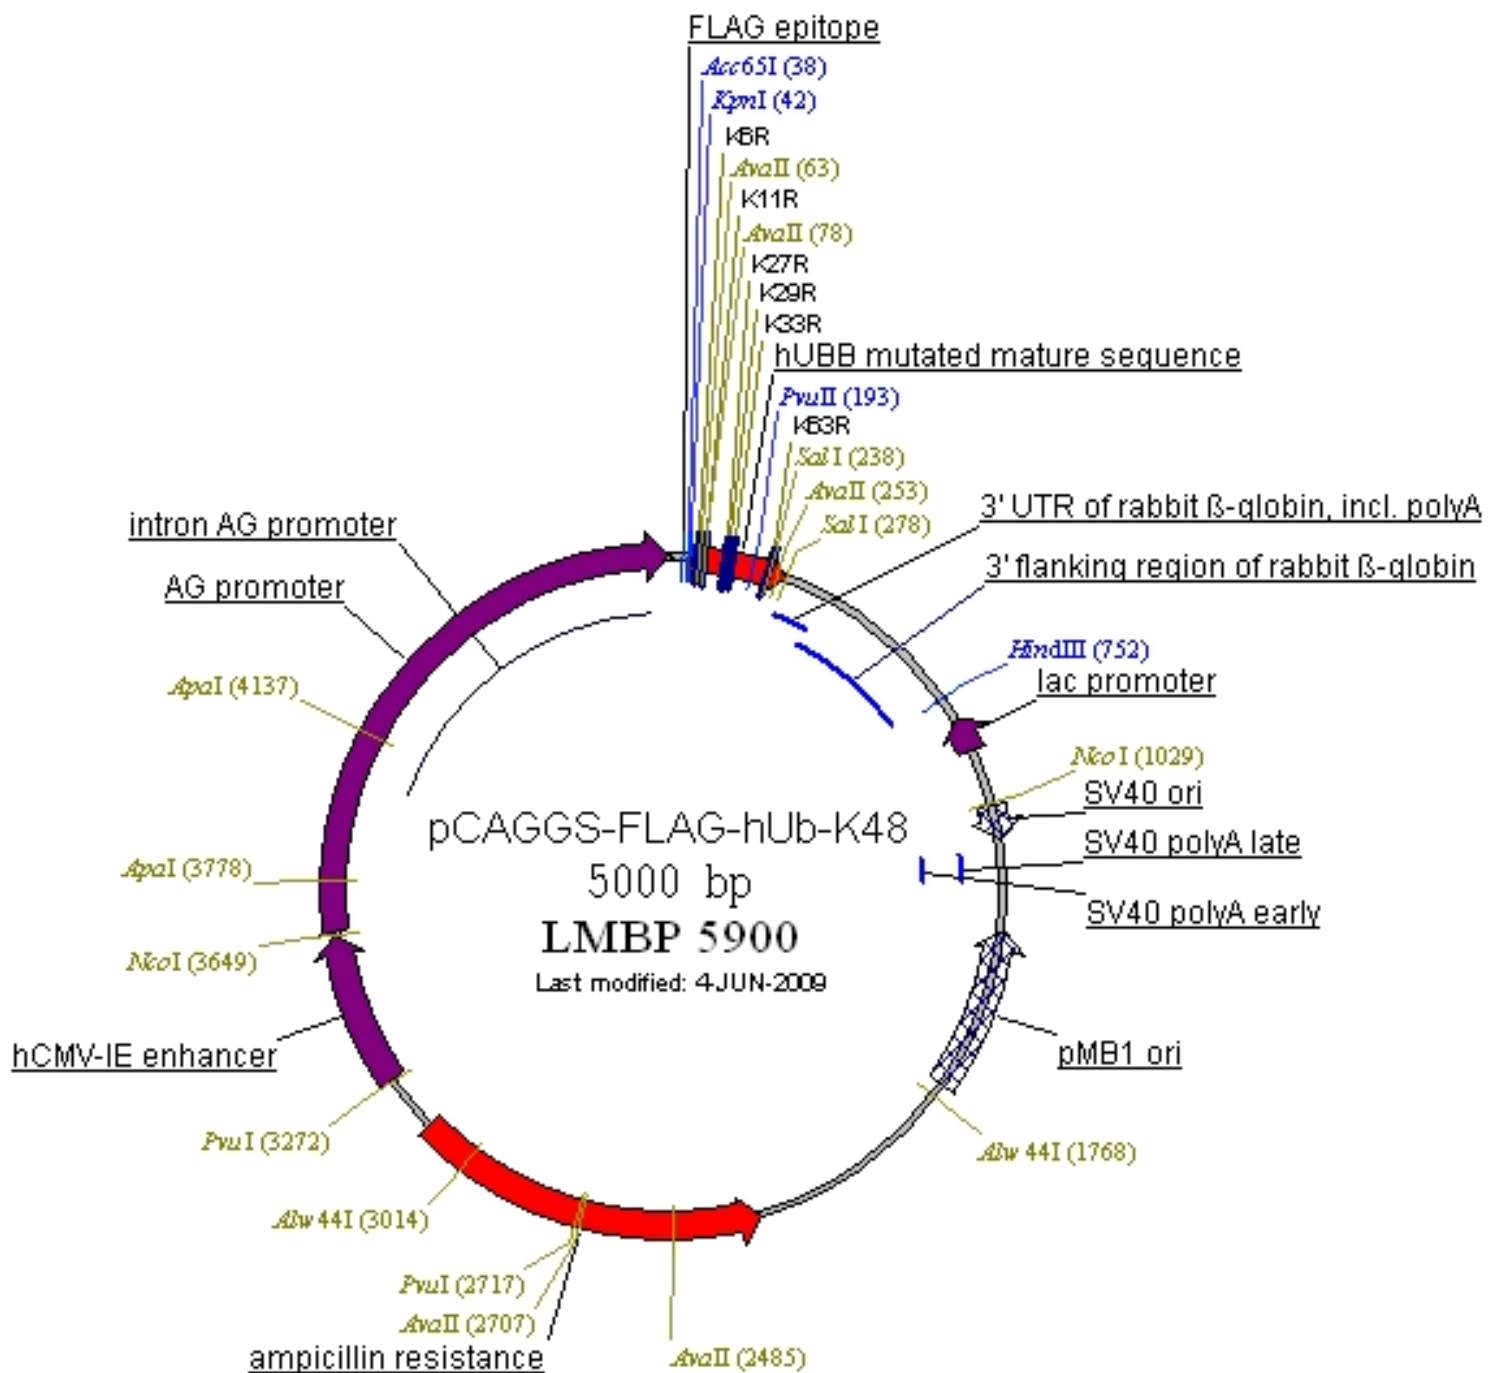 FLAG epitope
Acc65I (38)
KpnI (42)
K6R
AvaII (63)
K11R
AvaII (78)
K27R
K29R
K33R
hUBB mutated mature sequence
PvuII (193)
K63R
SalI (238)
AvaII (253)
SalI (278)
3' UTR of rabbit ß-globin, incl. polyA
3' flanking region of rabbit ß-globin
HindIII (752)
lac promoter
NcoI (1029)
SV40 ori
SV40 polyA late
SV40 polyA early
pMB1 ori
Alw44I (1768)
AvaII (2485)
ampicillin resistance
AvaII (2707)
PvuI (2717)
Alw44I (3014)
PvuI (3272)
hCMV-IE enhancer
NcoI (3649)
ApaI (3778)
ApaI (4137)
AG promoter
intron AG promoter
pCAGGS-FLAG-hUb-K48
5000 bp
LMBP 5900
Last modified: 4-JUN-2009